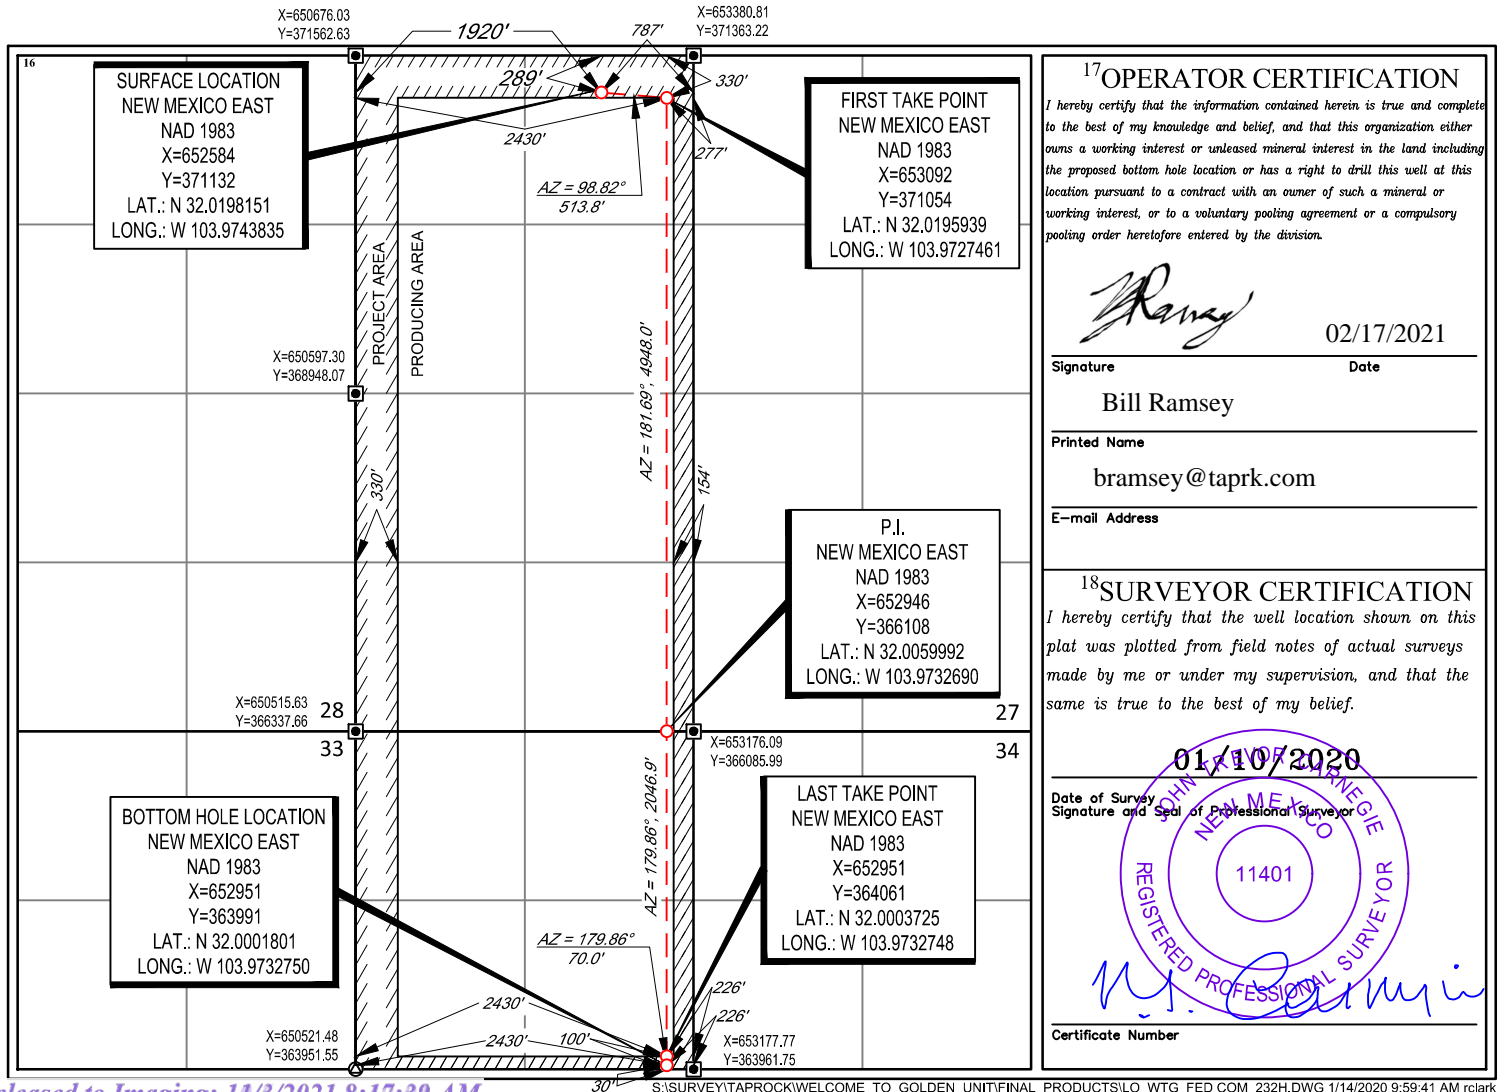 X=650676.03
Y=371562.63
X=653380.81
Y=371363.22
16
1920'
787'
289'
330'
2430'
277'
AZ = 98.82°
513.8'
SURFACE LOCATION
NEW MEXICO EAST
NAD 1983
X=652584
Y=371132
LAT.: N 32.0198151
LONG.: W 103.9743835
FIRST TAKE POINT
NEW MEXICO EAST
NAD 1983
X=653092
Y=371054
LAT.: N 32.0195939
LONG.: W 103.9727461
PROJECT AREA
PRODUCING AREA
X=650597.30
Y=368948.07
AZ = 181.69°, 4948.0'
330'
154'
P.I.
NEW MEXICO EAST
NAD 1983
X=652946
Y=366108
LAT.: N 32.0059992
LONG.: W 103.9732690
X=650515.63
Y=366337.66
28
33
27
34
X=653176.09
Y=366085.99
AZ = 179.86°, 2046.9'
BOTTOM HOLE LOCATION
NEW MEXICO EAST
NAD 1983
X=652951
Y=363991
LAT.: N 32.0001801
LONG.: W 103.9732750
LAST TAKE POINT
NEW MEXICO EAST
NAD 1983
X=652951
Y=364061
LAT.: N 32.0003725
LONG.: W 103.9732748
AZ = 179.86°
70.0'
2430'
2430'
100'
226'
226'
30'
X=650521.48
Y=363951.55
X=653177.77
Y=363961.75
17 OPERATOR CERTIFICATION
I hereby certify that the information contained herein is true and complete
to the best of my knowledge and belief, and that this organization either
owns a working interest or unleased mineral interest in the land including
the proposed bottom hole location or has a right to drill this well at this
location pursuant to a contract with an owner of such a mineral or
working interest, or to a voluntary pooling agreement or a compulsory
pooling order heretofore entered by the division.
02/17/2021
Signature Date
Bill Ramsey
Printed Name
bramsey@taprk.com
E-mail Address
18 SURVEYOR CERTIFICATION
I hereby certify that the well location shown on this
plat was plotted from field notes of actual surveys
made by me or under my supervision, and that the
same is true to the best of my belief.
01/10/2020
Date of Survey
Signature and Seal of Professional Surveyor
JOHN TREVOR CARNEGIE
NEW MEXICO
11401
REGISTERED PROFESSIONAL SURVEYOR
Certificate Number
S:\SURVEY\TAPROCK\WELCOME_TO_GOLDEN_UNIT\FINAL_PRODUCTS\LO_WTG_FED_COM_232H.DWG 1/14/2020 9:59:41 AM rclark